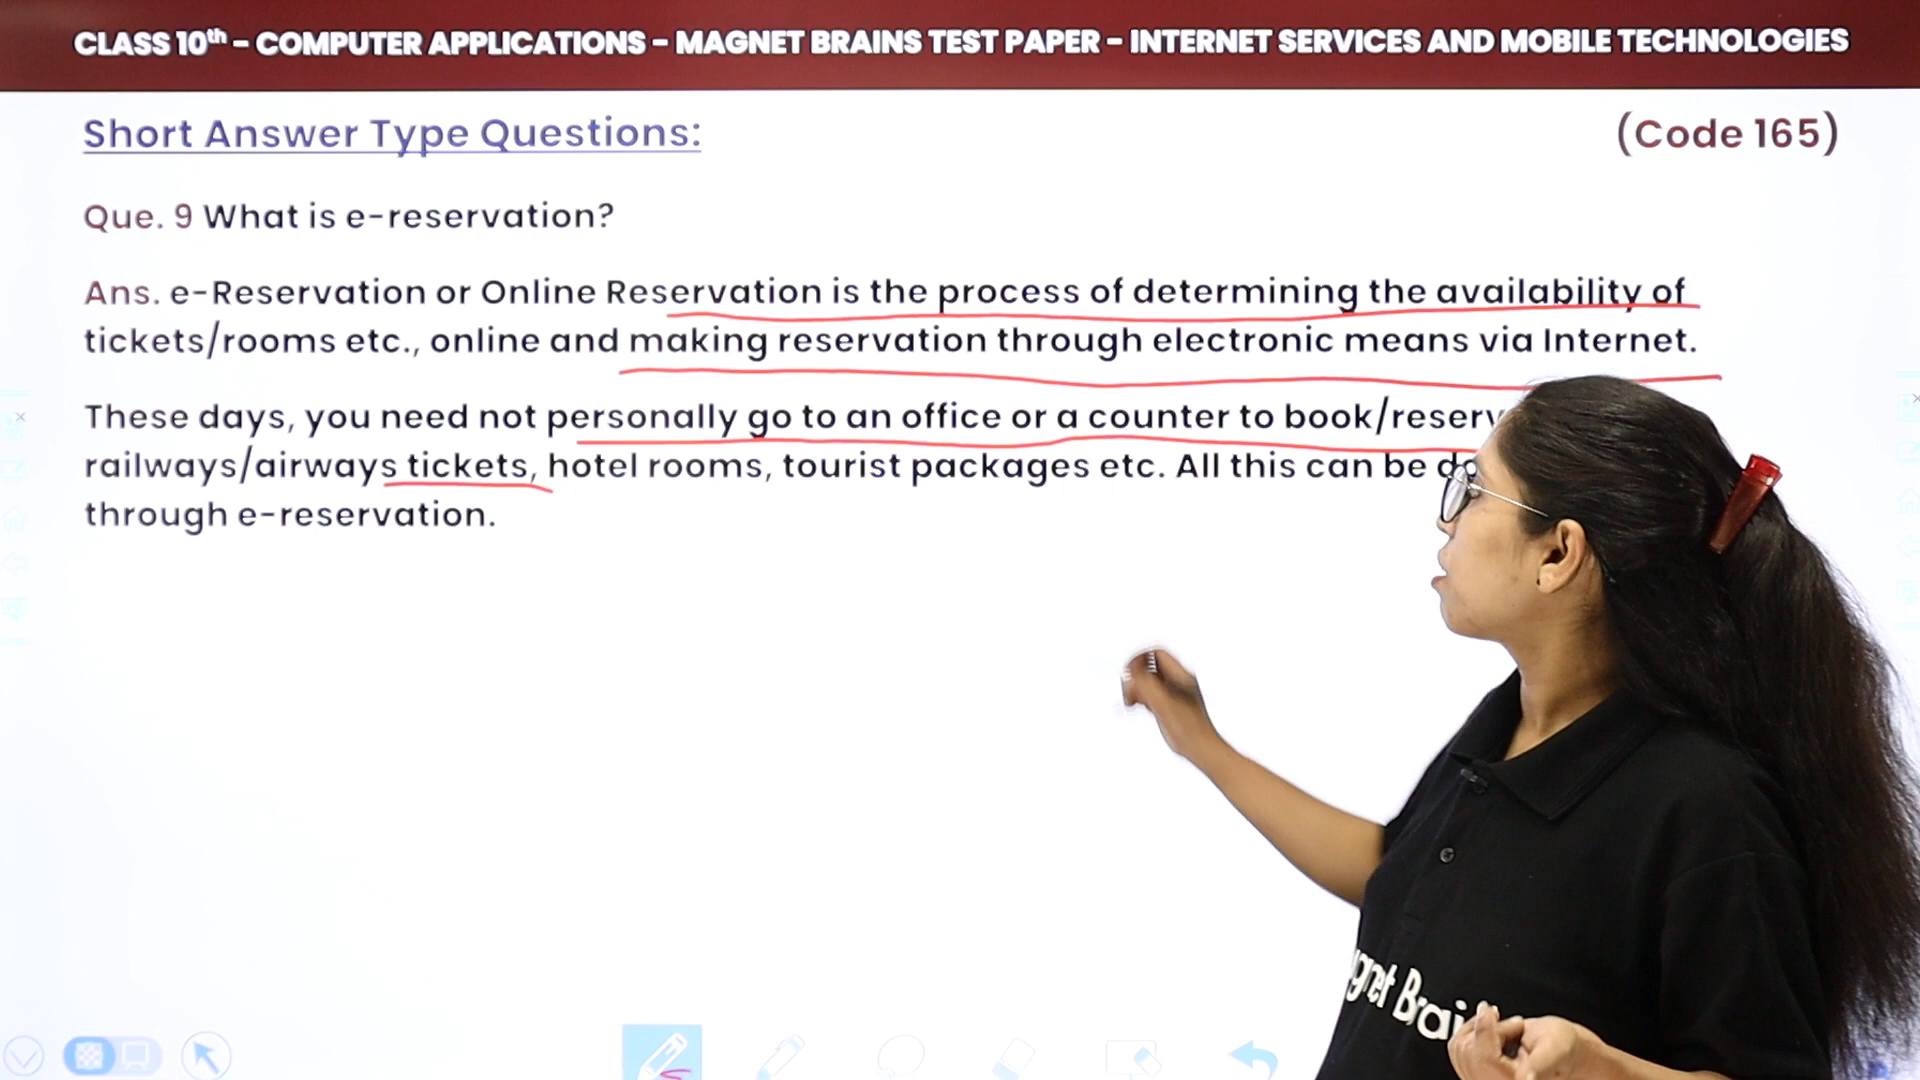 CLASS 10th - COMPUTER APPLICATIONS - MAGNET BRAINS TEST PAPER - INTERNET SERVICES AND MOBILE TECHNOLOGIES
Short Answer Type Questions:
(Code 165)
Que. 9 What is e-reservation?
Ans. e-Reservation or Online Reservation is the process of determining the availability of
tickets/rooms etc., online and making reservation through electronic means via Internet.
These days, you need not personally go to an office or a counter to book/reserv
railways/airways tickets, hotel rooms, tourist packages etc. All this can be do
through e-reservation.
gnet Brai